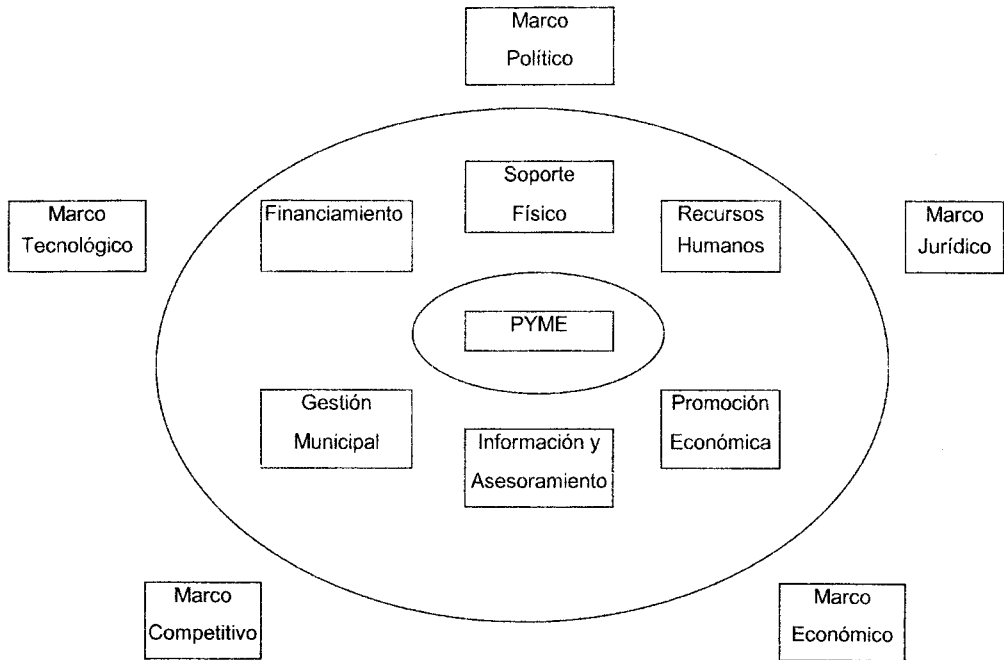 Marco
Político
Soporte
Físico
Marco
Tecnológico
Financiamiento
Recursos
Humanos
Marco
Jurídico
PYME
Gestión
Municipal
Información y
Asesoramiento
Promoción
Económica
Marco
Competitivo
Marco
Económico